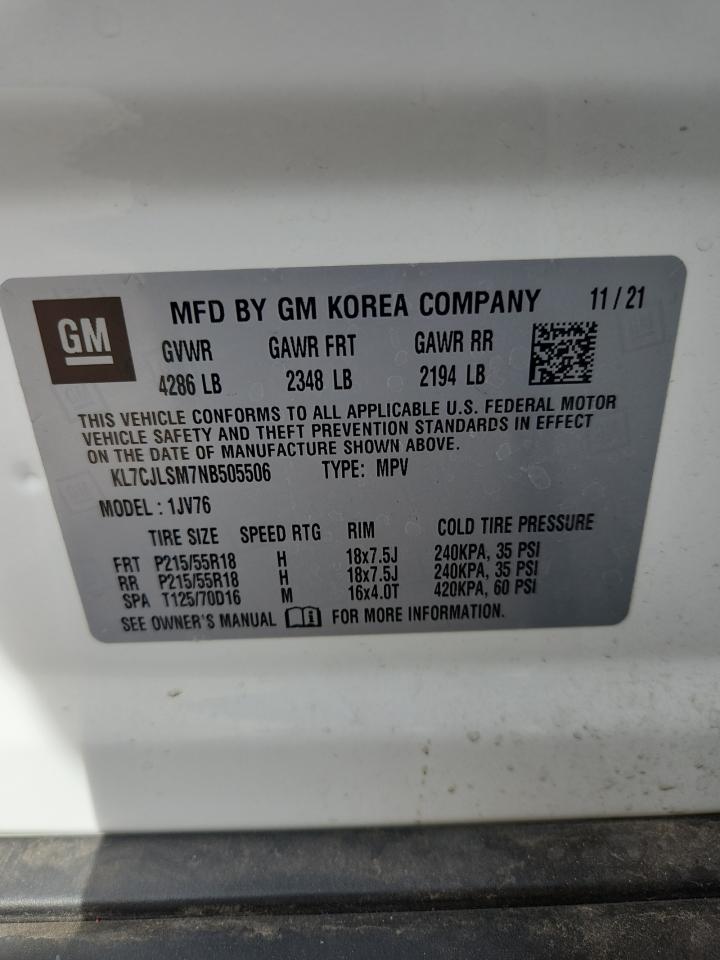 GM
MFD BY GM KOREA COMPANY 11/21
GVWR GAWR FRT GAWR RR
4286 LB 2348 LB 2194 LB
THIS VEHICLE CONFORMS TO ALL APPLICABLE U.S. FEDERAL MOTOR
VEHICLE SAFETY AND THEFT PREVENTION STANDARDS IN EFFECT
ON THE DATE OF MANUFACTURE SHOWN ABOVE.
KL7CJLSM7NB505506 TYPE: MPV
MODEL: 1JV76
TIRE SIZE SPEED RTG RIM COLD TIRE PRESSURE
FRT P215/55R18 H 18x7.5J 240KPA, 35 PSI
RR P215/55R18 H 18x7.5J 240KPA, 35 PSI
SPA T125/70D16 M 16x4.0T 420KPA, 60 PSI
SEE OWNER'S MANUAL FOR MORE INFORMATION.